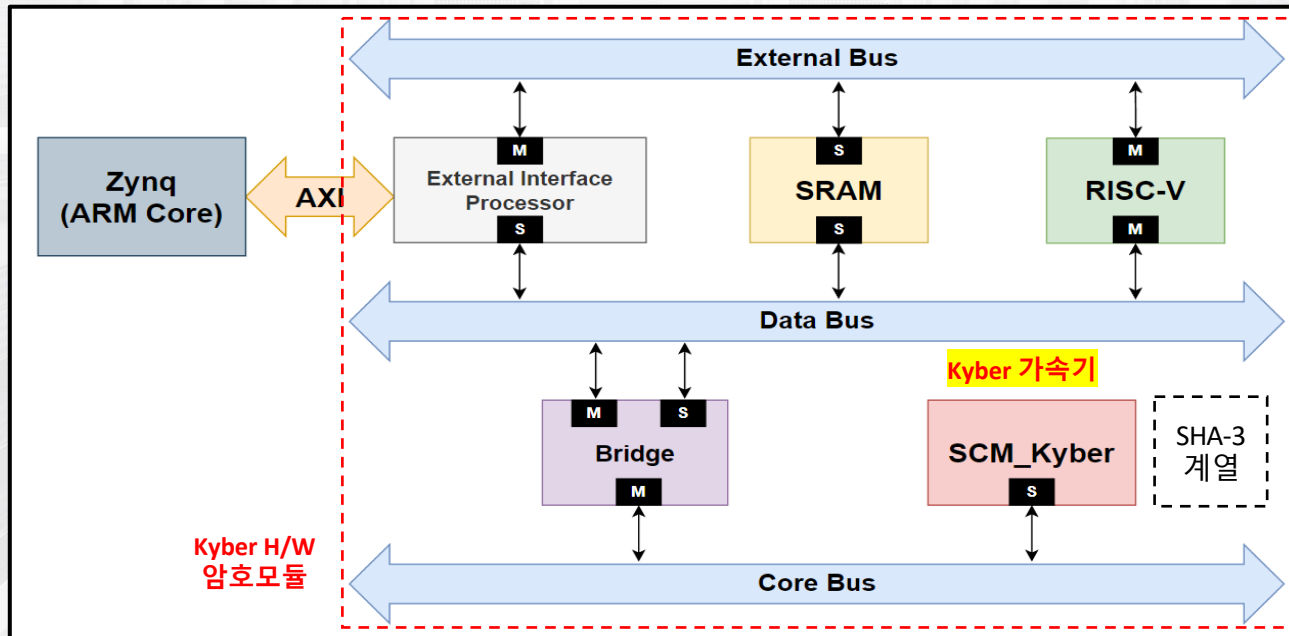 External Bus
M
S
M
Zynq
(ARM Core)
AXI
External Interface
Processor
SRAM
RISC-V
S
S
M
Data Bus
Kyber 가속기
M
S
Bridge
M
SCM_Kyber
S
SHA-3
계열
Kyber H/W
암호모듈
Core Bus